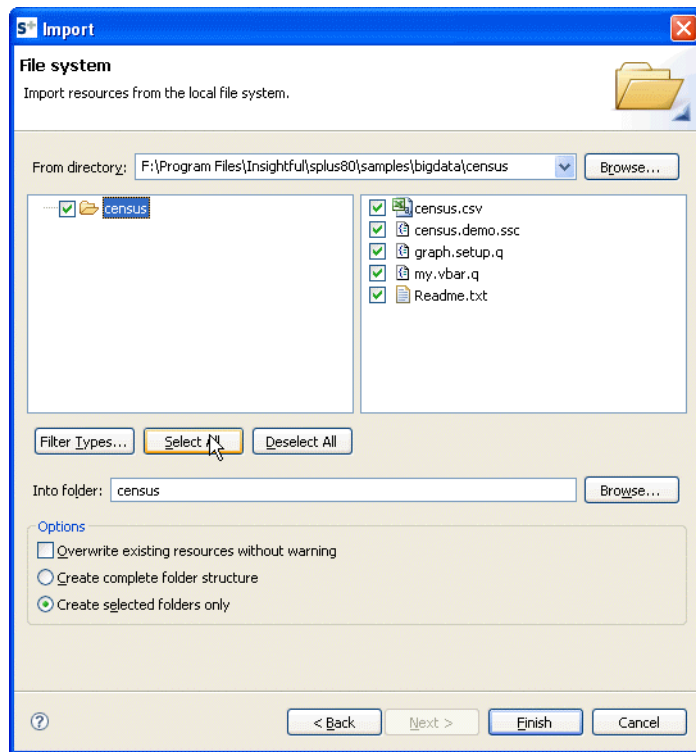 S+ Import
File system
Import resources from the local file system.
From directory: F:\Program Files\Insightful\splus80\samples\bigdata\census Browse...
census
census.csv
census.demo.ssc
graph.setup.q
my.vbar.q
Readme.txt
Filter Types... Select All Deselect All
Into folder: census Browse...
Options
Overwrite existing resources without warning
Create complete folder structure
Create selected folders only
? < Back Next > Finish Cancel